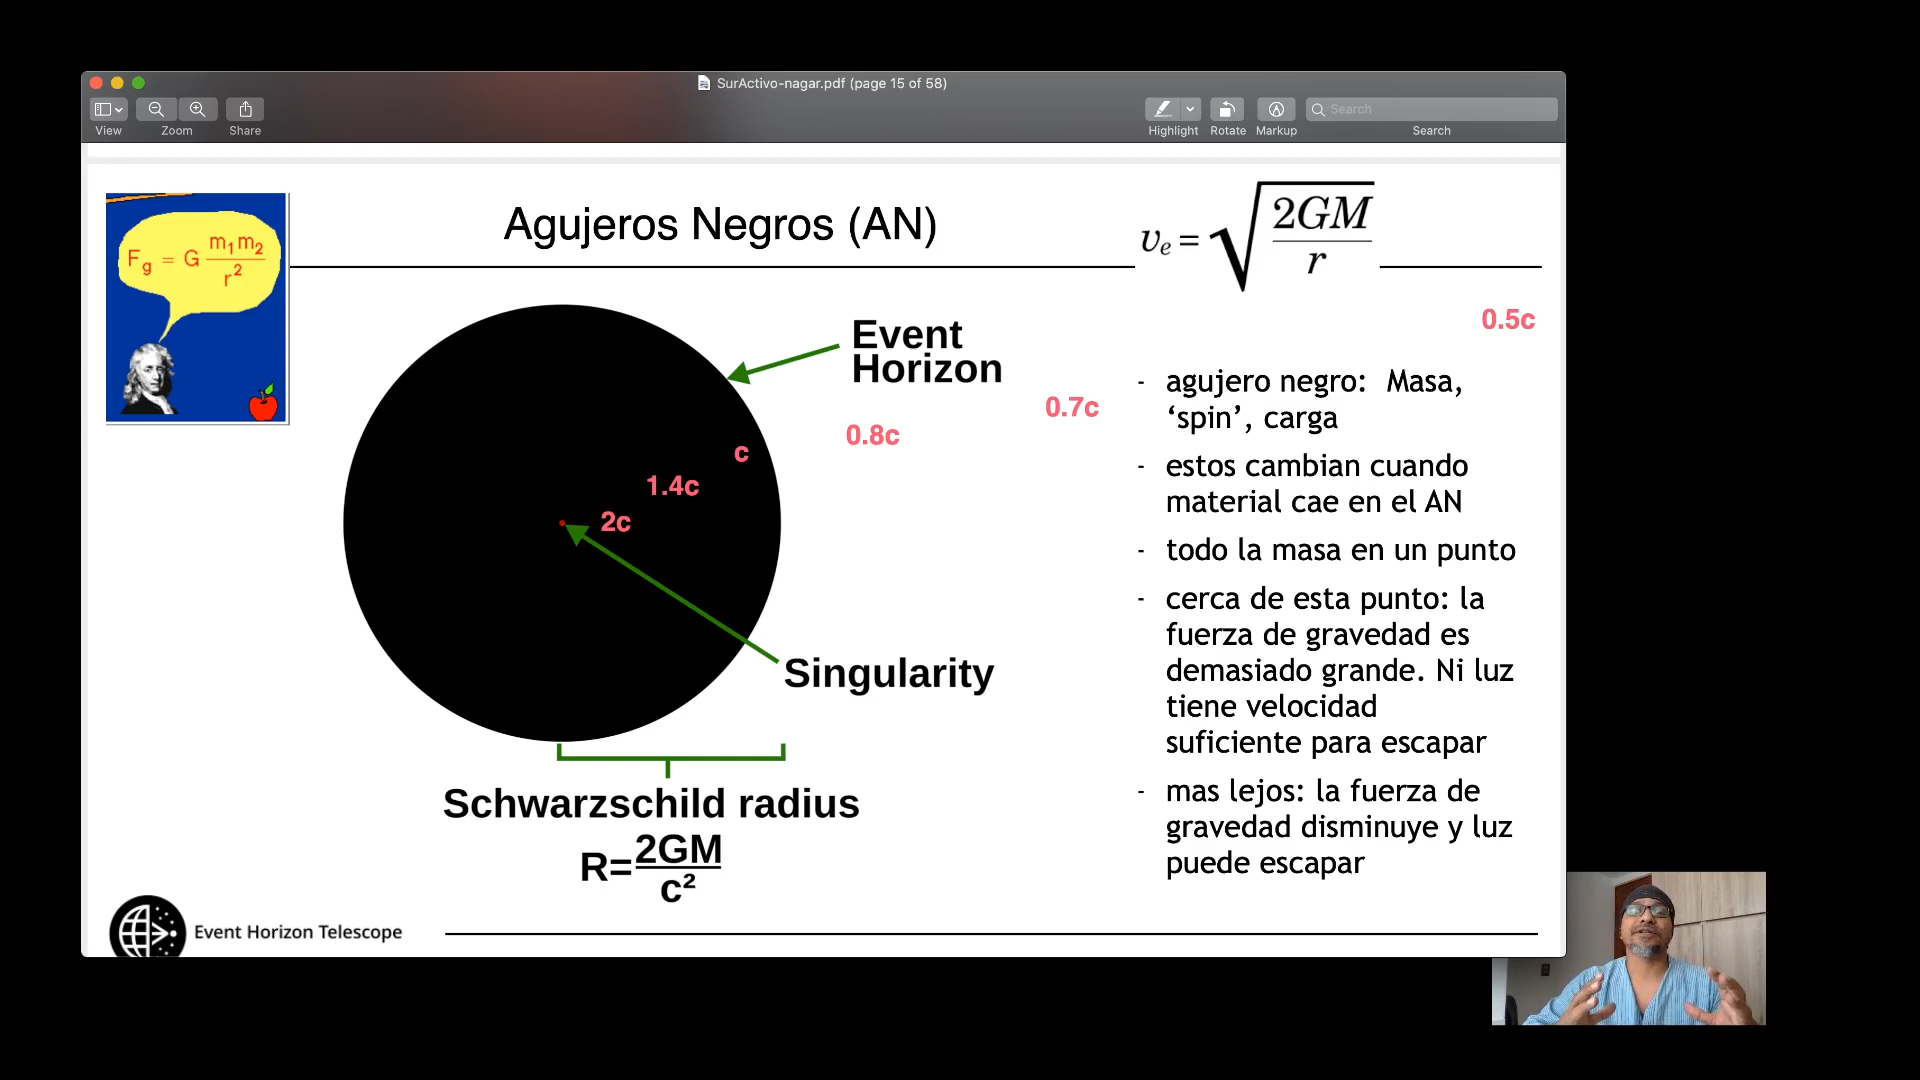 SurActivo-nagar.pdf (page 15 of 58)
View
Zoom
Share
Highlight
Rotate
Markup
Search
Search
F_g = G m₁m₂ / r²
Agujeros Negros (AN)
v_e = √(2GM / r)
Event
Horizon
0.5c
0.7c
0.8c
c
1.4c
2c
Singularity
Schwarzschild radius
R= 2GM / c²
- agujero negro: Masa,
‘spin’, carga
- estos cambian cuando
material cae en el AN
- todo la masa en un punto
- cerca de esta punto: la
fuerza de gravedad es
demasiado grande. Ni luz
tiene velocidad
suficiente para escapar
- mas lejos: la fuerza de
gravedad disminuye y luz
puede escapar
Event Horizon Telescope